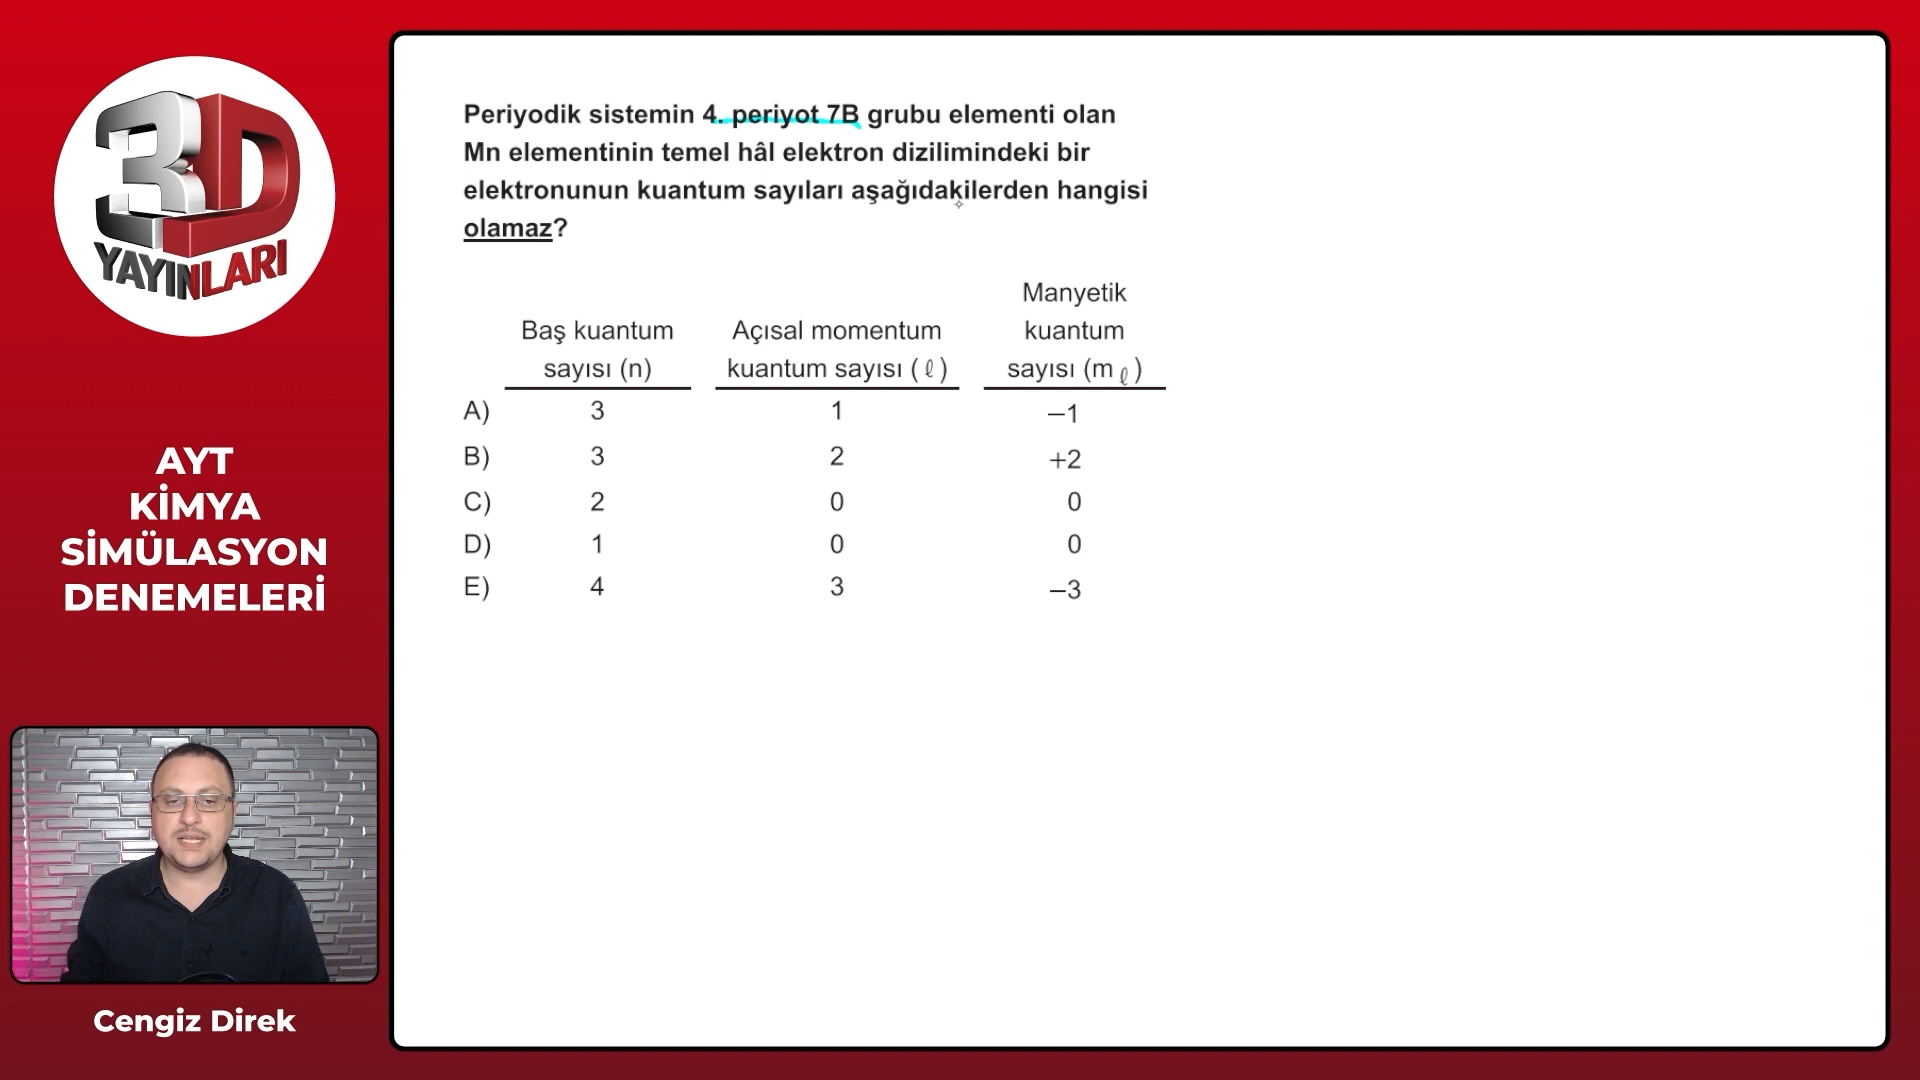 3D
YAYINLARI
AYT
KİMYA
SİMÜLASYON
DENEMELERİ
Cengiz Direk
Periyodik sistemin 4. periyot 7B grubu elementi olan
Mn elementinin temel hâl elektron dizilimindeki bir
elektronunun kuantum sayıları aşağıdakilerden hangisi
olamaz?
Baş kuantum sayısı (n) Açısal momentum kuantum sayısı (ℓ) Manyetik kuantum sayısı (m ℓ)
A) 3 1 –1
B) 3 2 +2
C) 2 0 0
D) 1 0 0
E) 4 3 –3